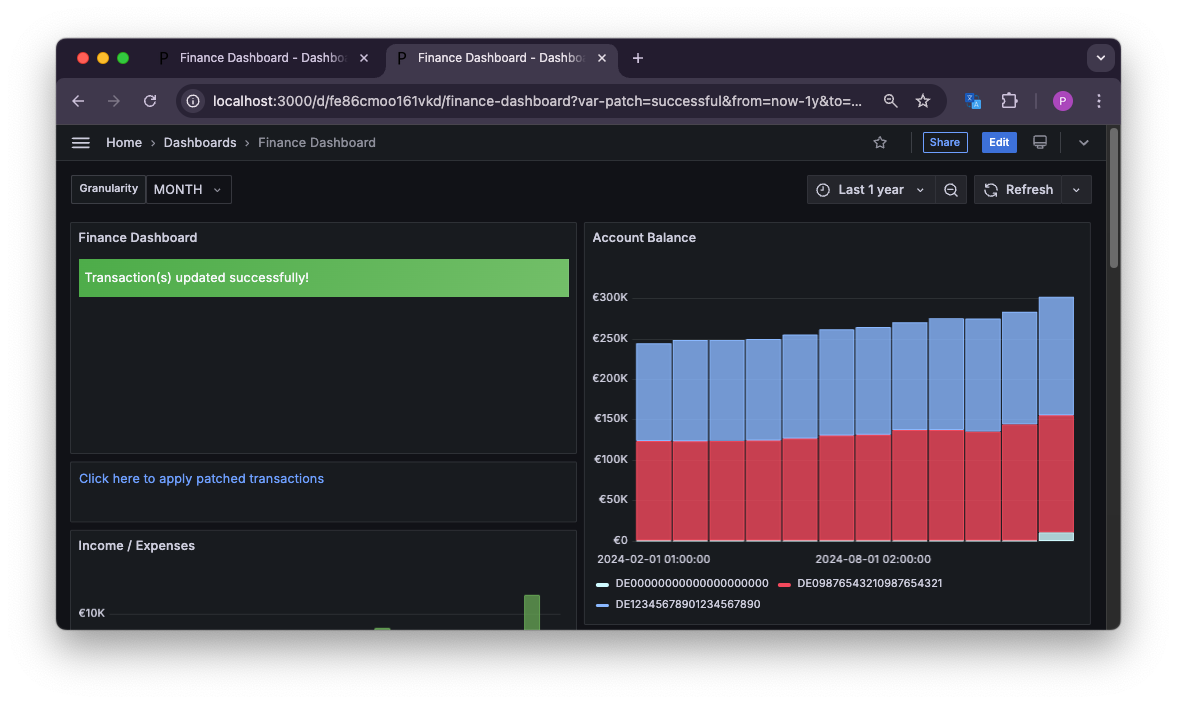 Finance Dashboard - Dashbo
Finance Dashboard - Dashbo
localhost:3000/d/fe86cmoo161vkd/finance-dashboard?var-patch=successful&from=now-1y&to=...
P
Home › Dashboards › Finance Dashboard
Share
Edit
Granularity
MONTH
Last 1 year
Refresh
Finance Dashboard
Transaction(s) updated successfully!
Click here to apply patched transactions
Income / Expenses
€10K
Account Balance
€300K
€250K
€200K
€150K
€100K
€50K
€0
2024-02-01 01:00:00
2024-08-01 02:00:00
DE00000000000000000000
DE09876543210987654321
DE12345678901234567890